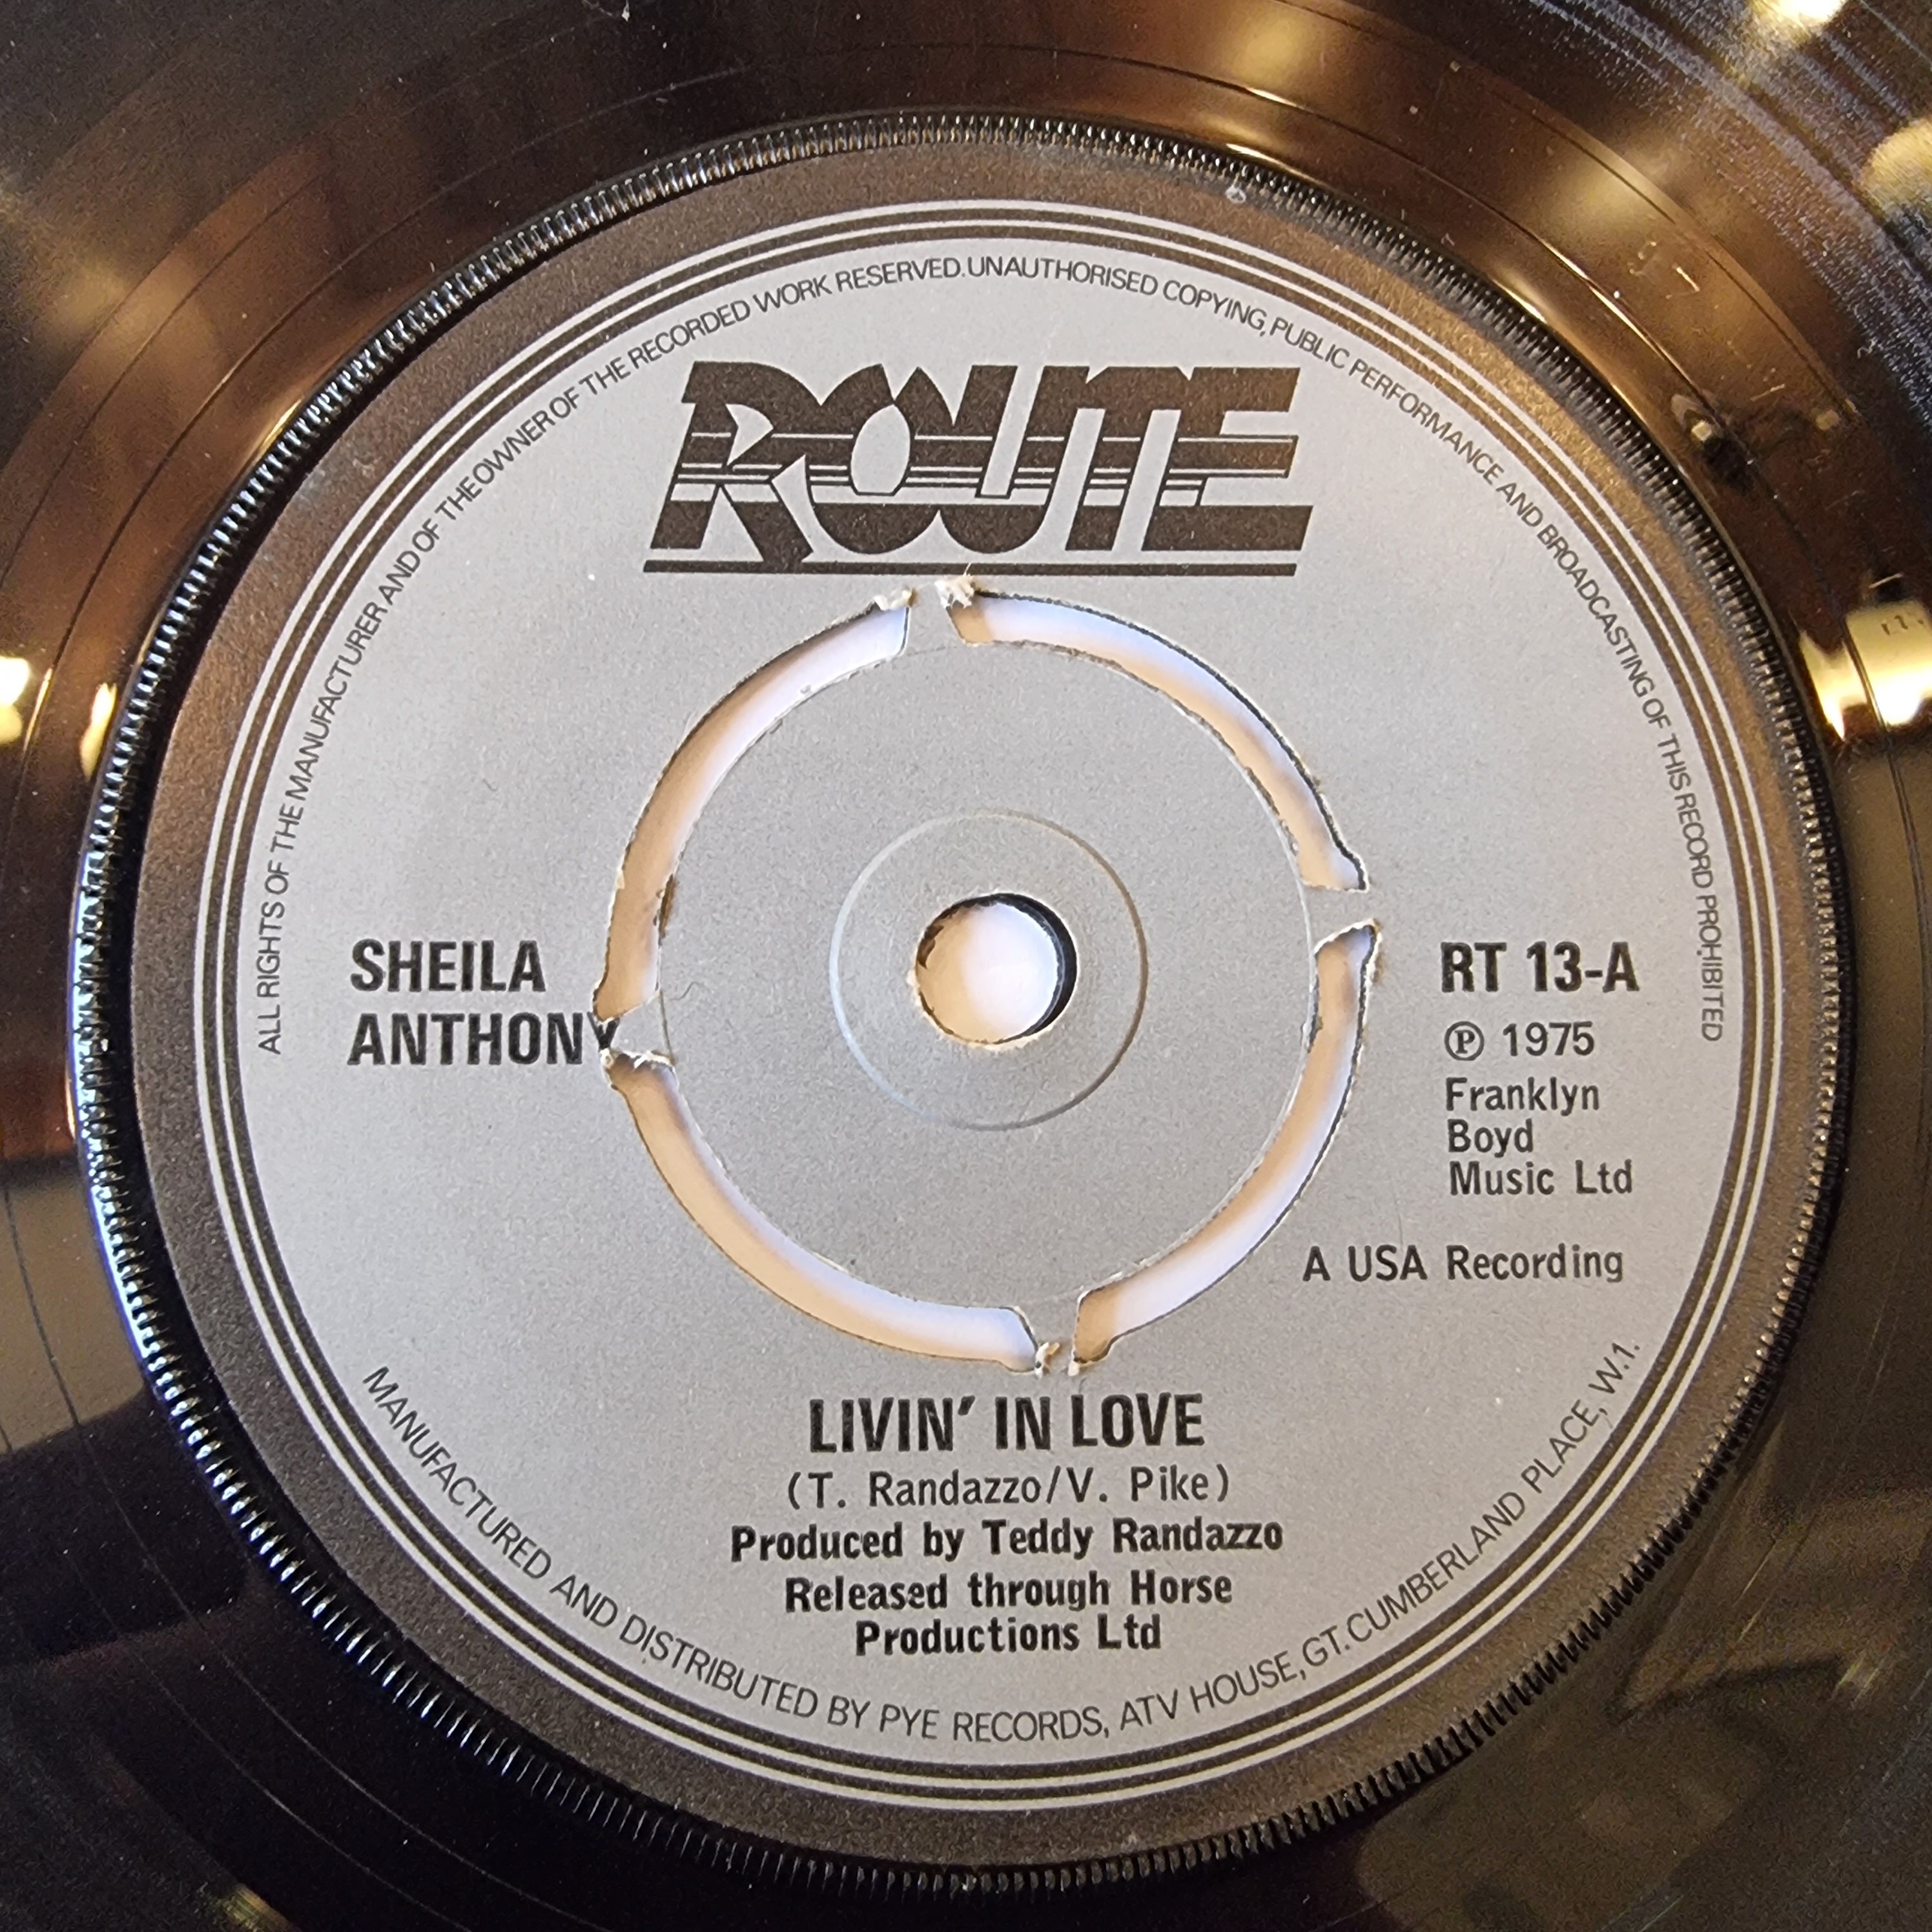 ALL RIGHTS OF THE MANUFACTURER AND OF THE OWNER OF THE RECORDED WORK RESERVED. UNAUTHORISED COPYING, PUBLIC PERFORMANCE AND BROADCASTING OF THIS RECORD PROHIBITED
ROUTE
SHEILA
ANTHONY
RT 13-A
℗ 1975
Franklyn
Boyd
Music Ltd
A USA Recording
LIVIN' IN LOVE
(T. Randazzo/V. Pike)
Produced by Teddy Randazzo
Released through Horse
Productions Ltd
MANUFACTURED AND DISTRIBUTED BY PYE RECORDS, ATV HOUSE, GT. CUMBERLAND PLACE, W.1.